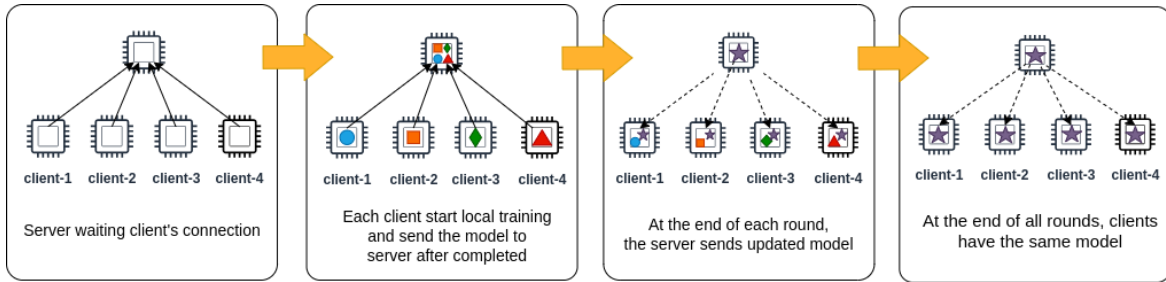 client-1 client-2 client-3 client-4
Server waiting client's connection
client-1 client-2 client-3 client-4
Each client start local training
and send the model to
server after completed
client-1 client-2 client-3 client-4
At the end of each round,
the server sends updated model
client-1 client-2 client-3 client-4
At the end of all rounds, clients
have the same model